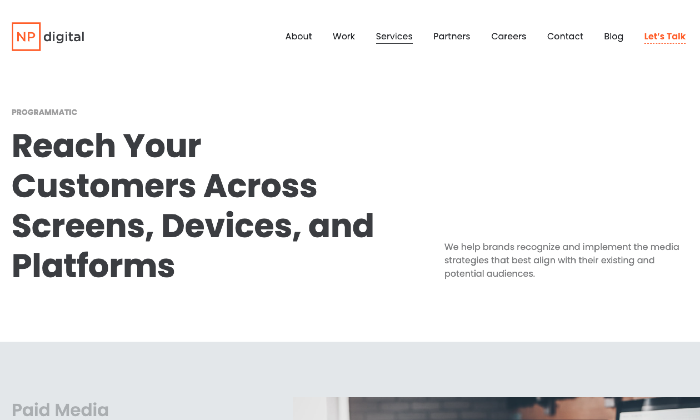 NP digital
About Work Services Partners Careers Contact Blog Let's Talk
PROGRAMMATIC
Reach Your
Customers Across
Screens, Devices, and
Platforms
We help brands recognize and implement the media
strategies that best align with their existing and
potential audiences.
Paid Media